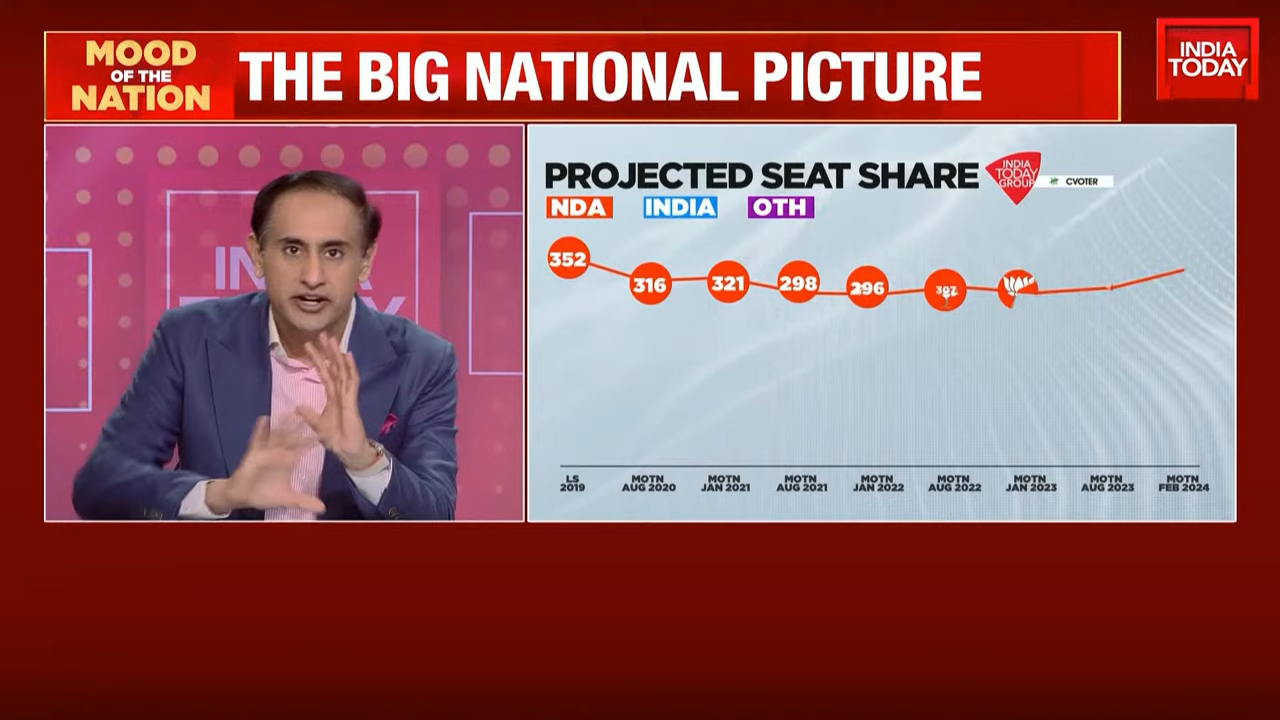 MOOD
OF THE
NATION
THE BIG NATIONAL PICTURE
INDIA
TODAY
PROJECTED SEAT SHARE
INDIA
TODAY
GROUP
CVOTER
NDA INDIA OTH
352
316
321
298
296
LS
2019
MOTN
AUG 2020
MOTN
JAN 2021
MOTN
AUG 2021
MOTN
JAN 2022
MOTN
AUG 2022
MOTN
JAN 2023
MOTN
AUG 2023
MOTN
FEB 2024